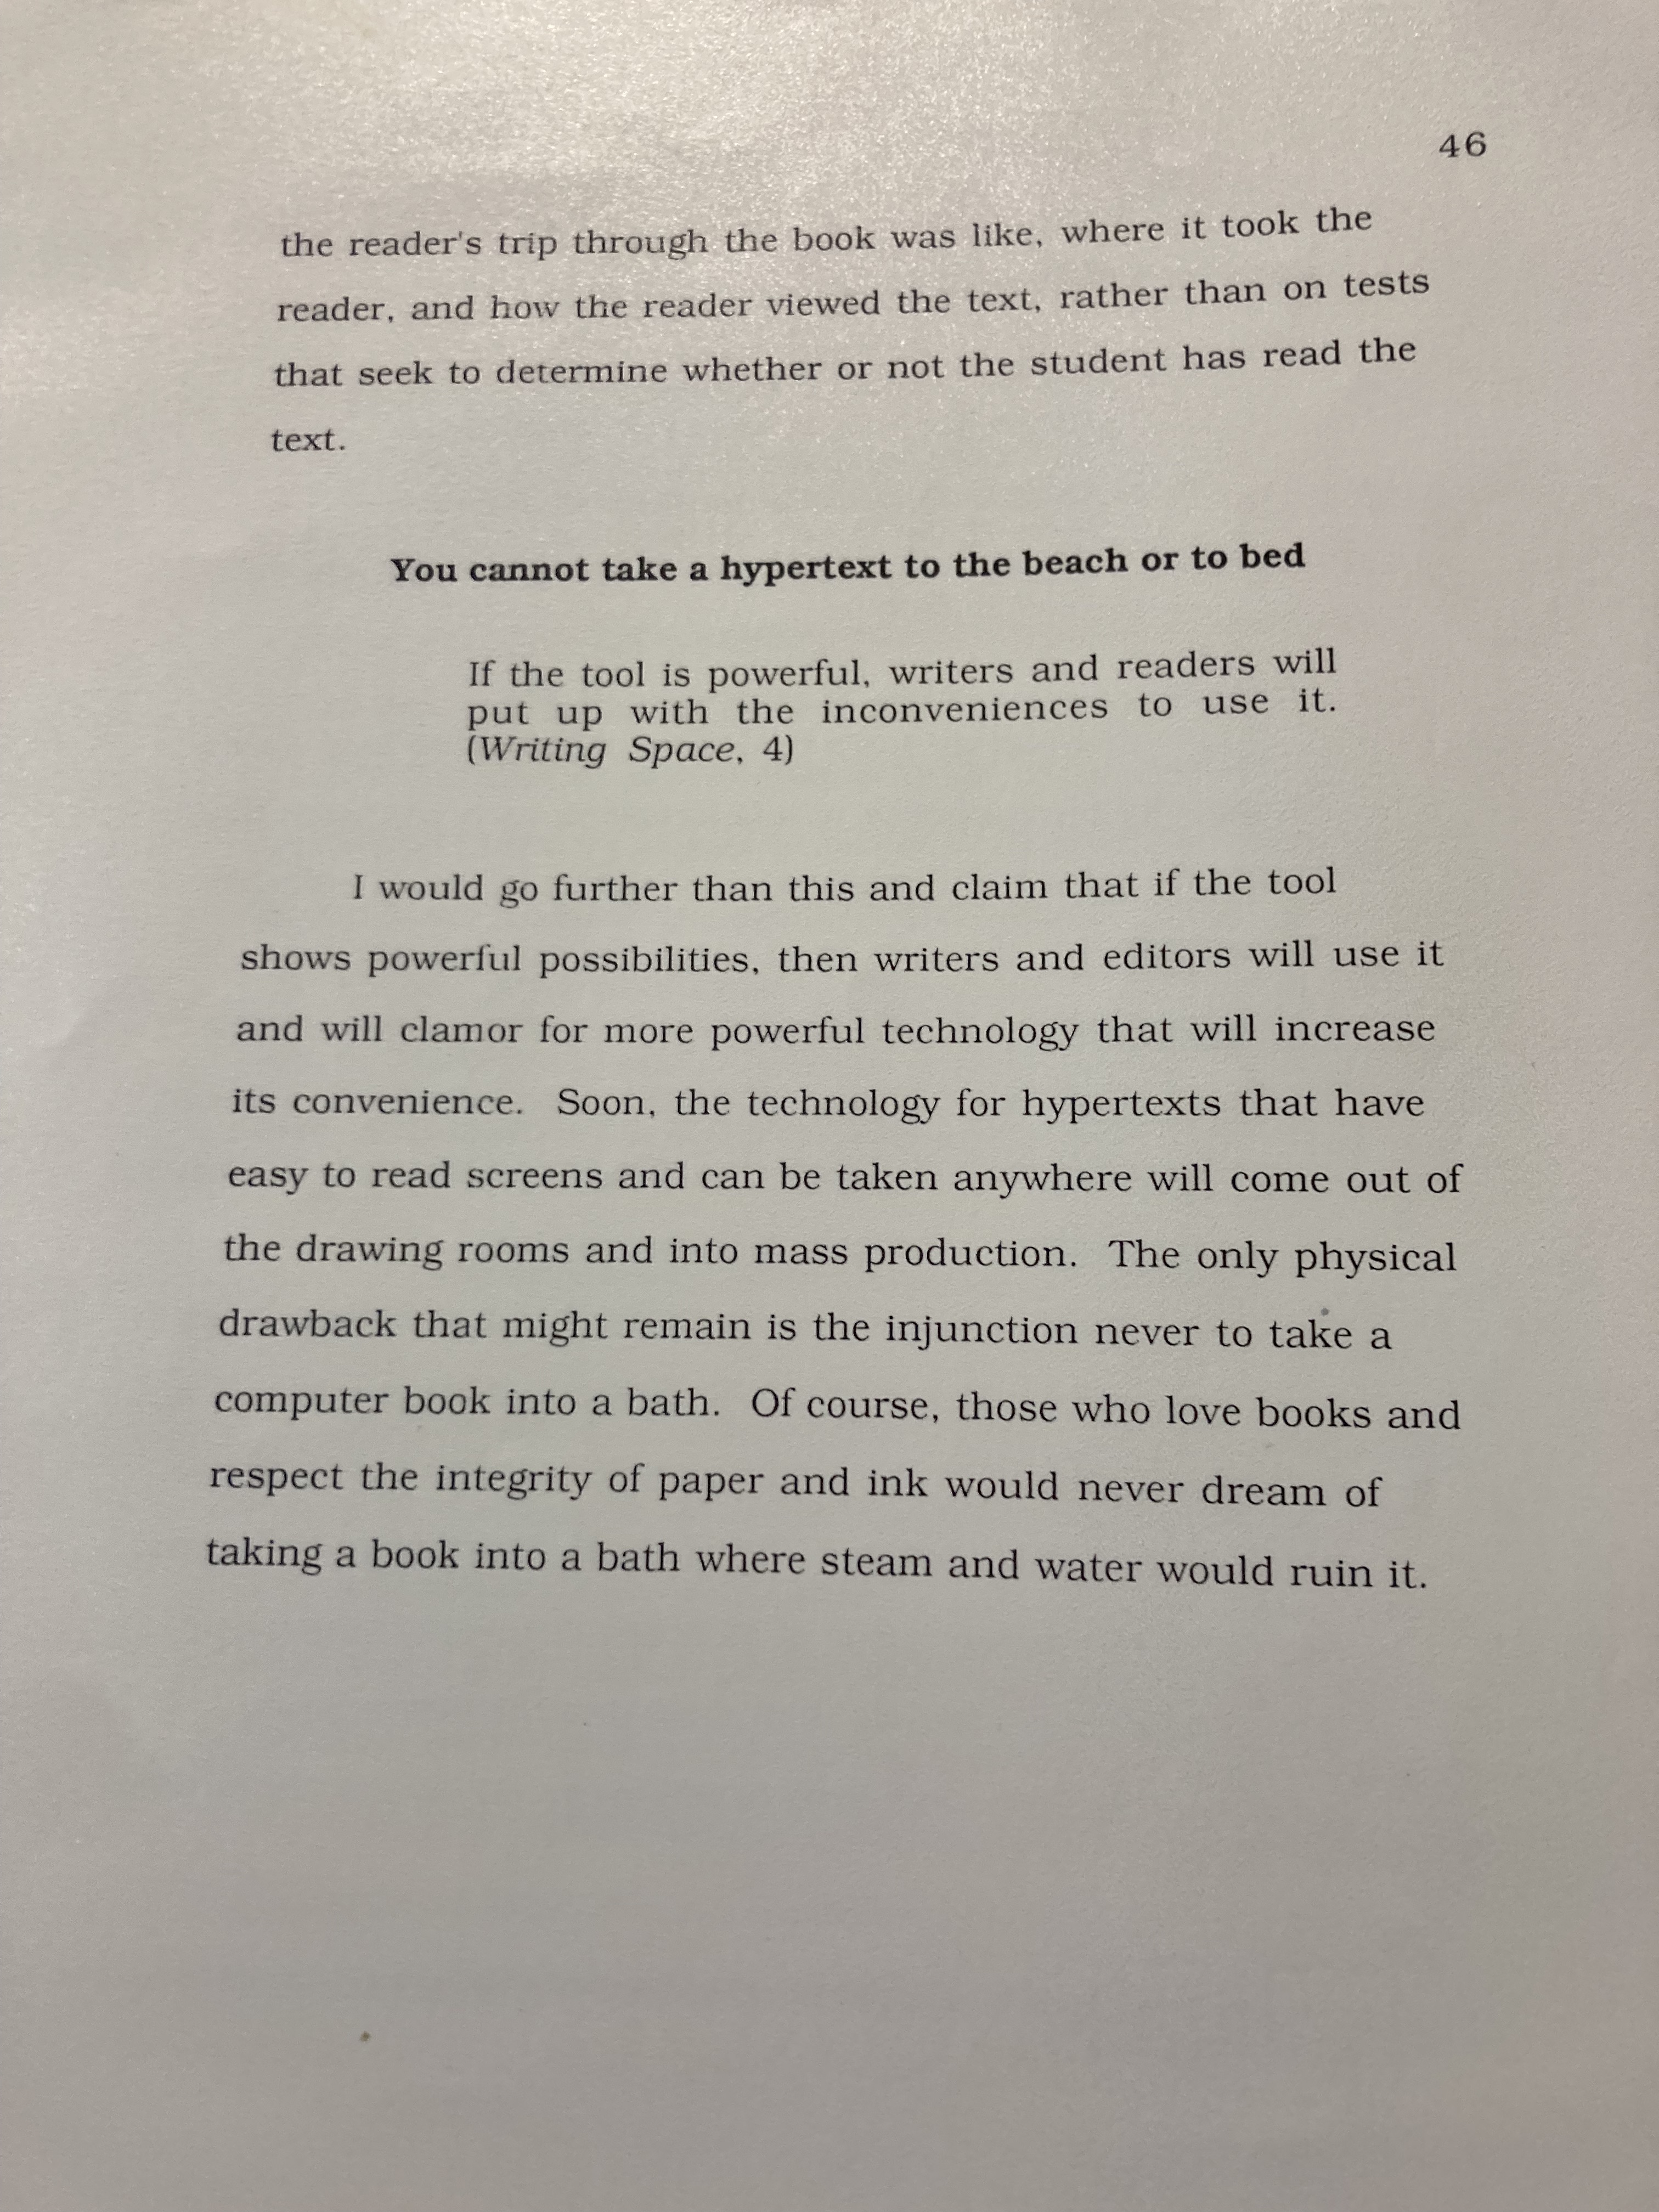 46
the reader's trip through the book was like, where it took the
reader, and how the reader viewed the text, rather than on tests
that seek to determine whether or not the student has read the
text.
You cannot take a hypertext to the beach or to bed
If the tool is powerful, writers and readers will
put up with the inconveniences to use it.
(Writing Space, 4)
I would go further than this and claim that if the tool
shows powerful possibilities, then writers and editors will use it
and will clamor for more powerful technology that will increase
its convenience. Soon, the technology for hypertexts that have
easy to read screens and can be taken anywhere will come out of
the drawing rooms and into mass production. The only physical
drawback that might remain is the injunction never to take a
computer book into a bath. Of course, those who love books and
respect the integrity of paper and ink would never dream of
taking a book into a bath where steam and water would ruin it.